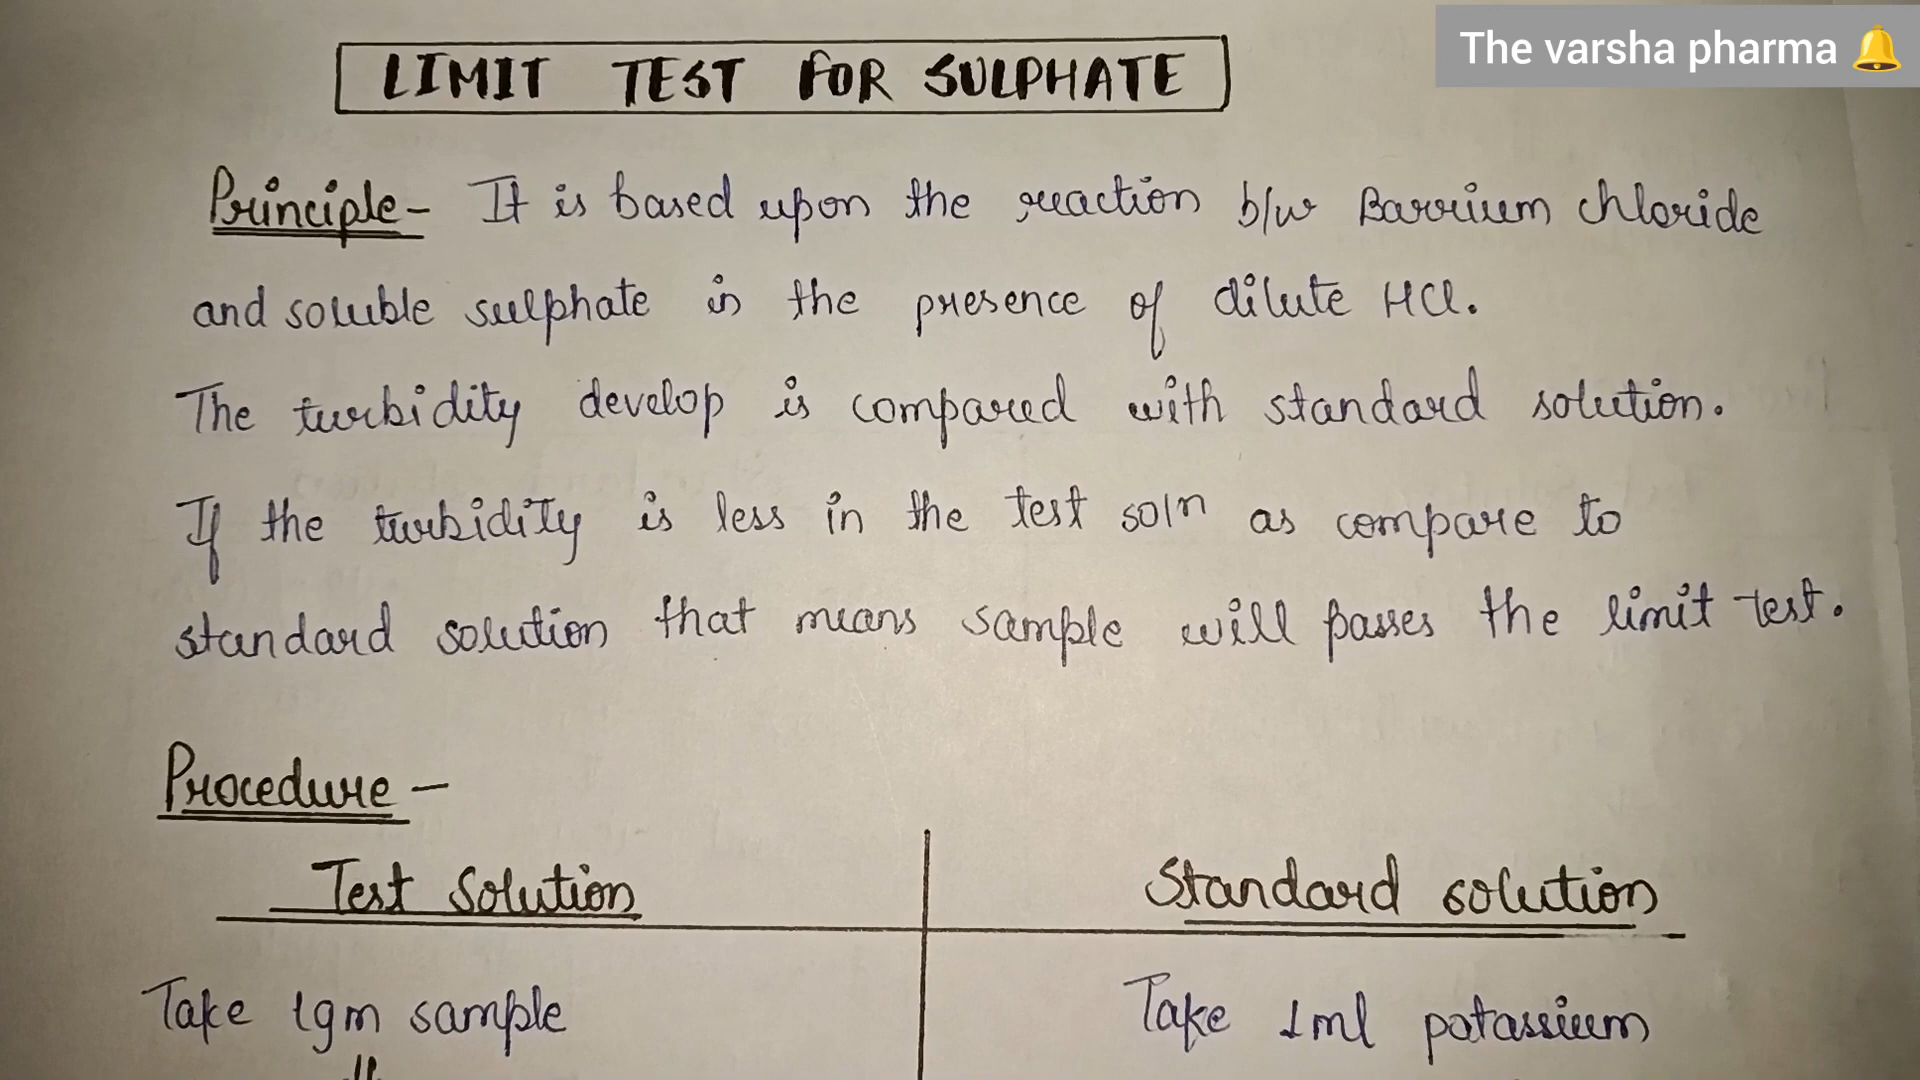 The varsha pharma 🔔
LIMIT TEST FOR SULPHATE
Principle- It is based upon the reaction b/w Barrium chloride
and soluble sulphate in the presence of dilute HCl.
The turbidity develop is compared with standard solution.
If the turbidity is less in the test soln as compare to
standard solution that means sample will passes the limit test.
Procedure -
Test Solution
Standard solution
Take 1gm sample
Take 1ml potassium